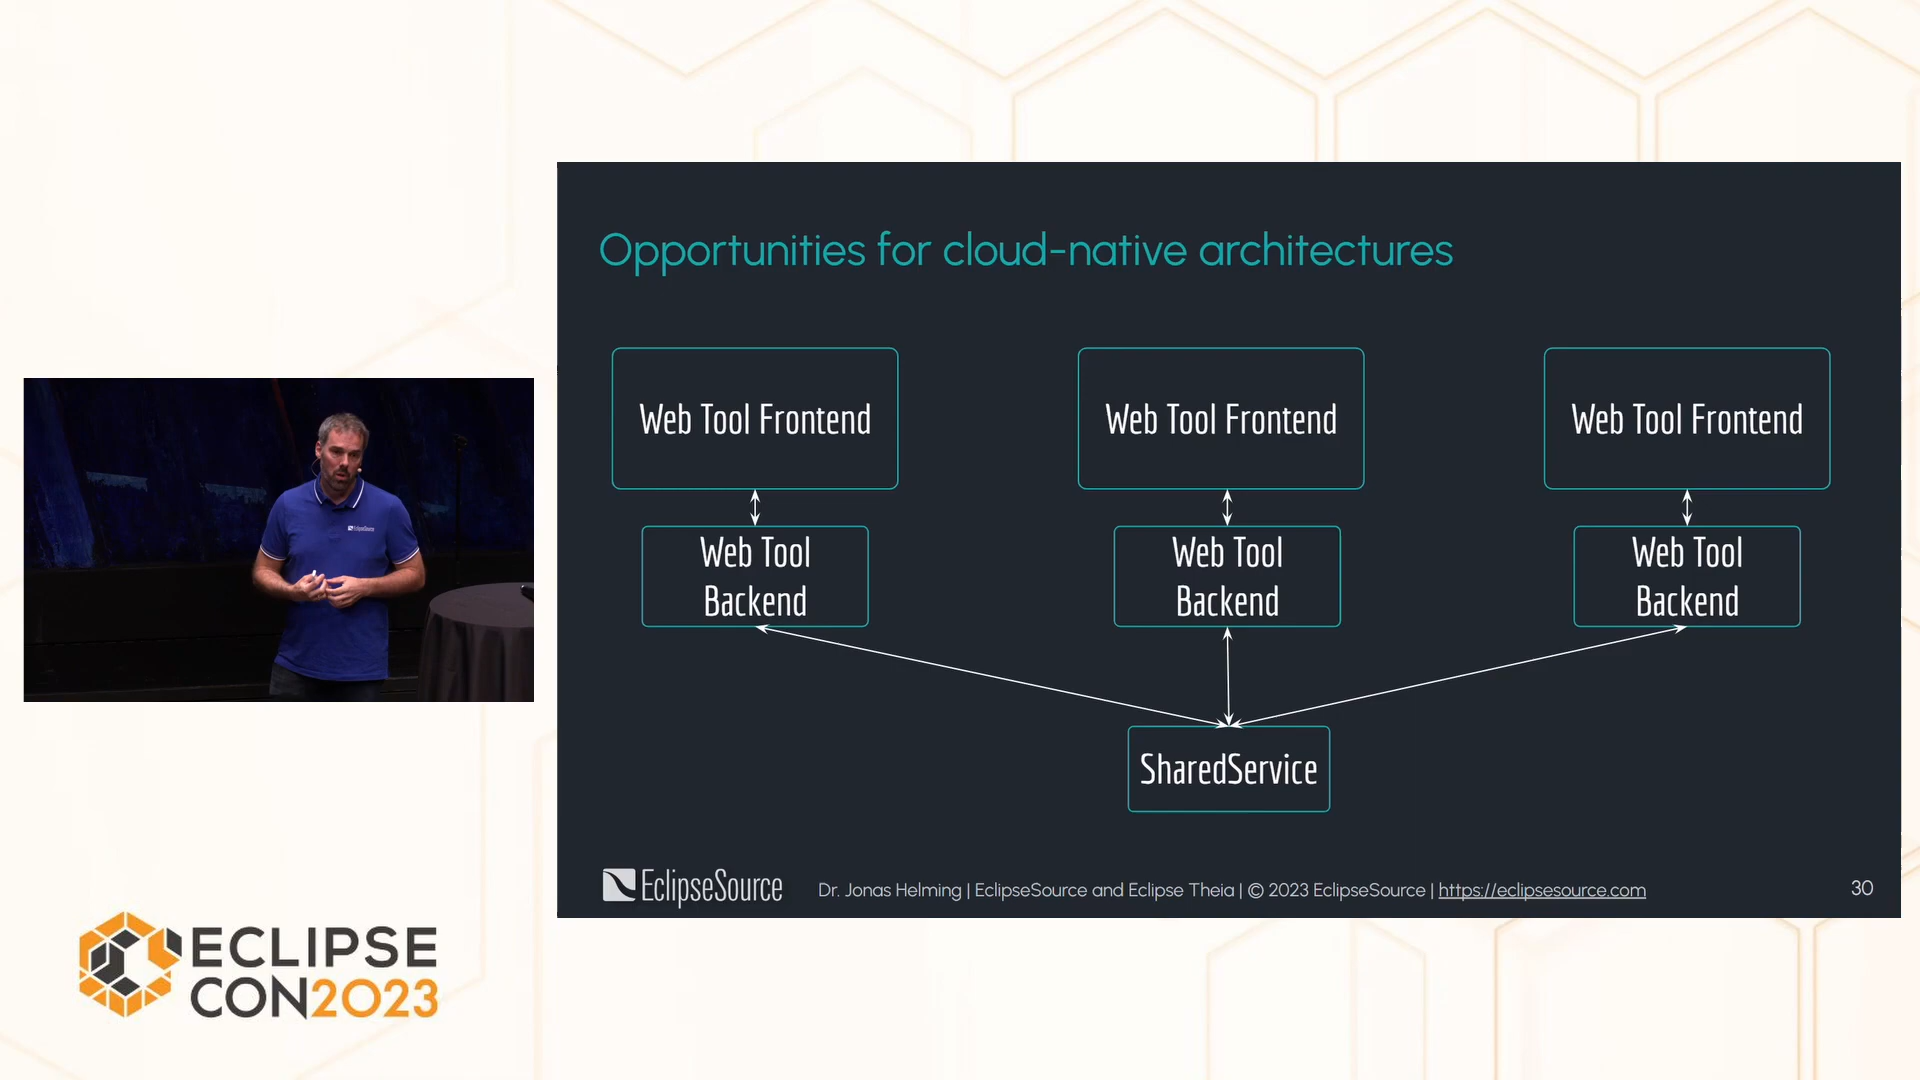 Opportunities for cloud-native architectures
Web Tool Frontend
Web Tool Frontend
Web Tool Frontend
Web Tool
Backend
Web Tool
Backend
Web Tool
Backend
SharedService
EclipseSource
Dr. Jonas Helming | EclipseSource and Eclipse Theia | © 2023 EclipseSource | https://eclipsesource.com
30
EclipseSource
ECLIPSE
CON2023